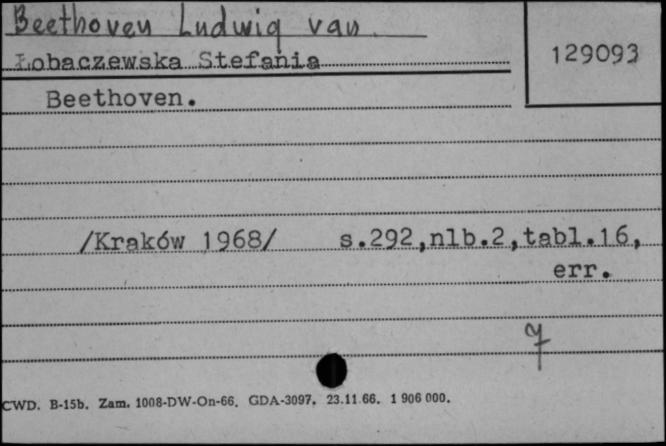 Beethoven Ludwig van
Łobaczewska Stefania
129093
Beethoven.
/Kraków 1968/ s.292,nlb.2,tabl.16,
err.
7
CWD. B-15b. Zam. 1008-DW-On-66. GDA-3097. 23.11.66. 1 906 000.